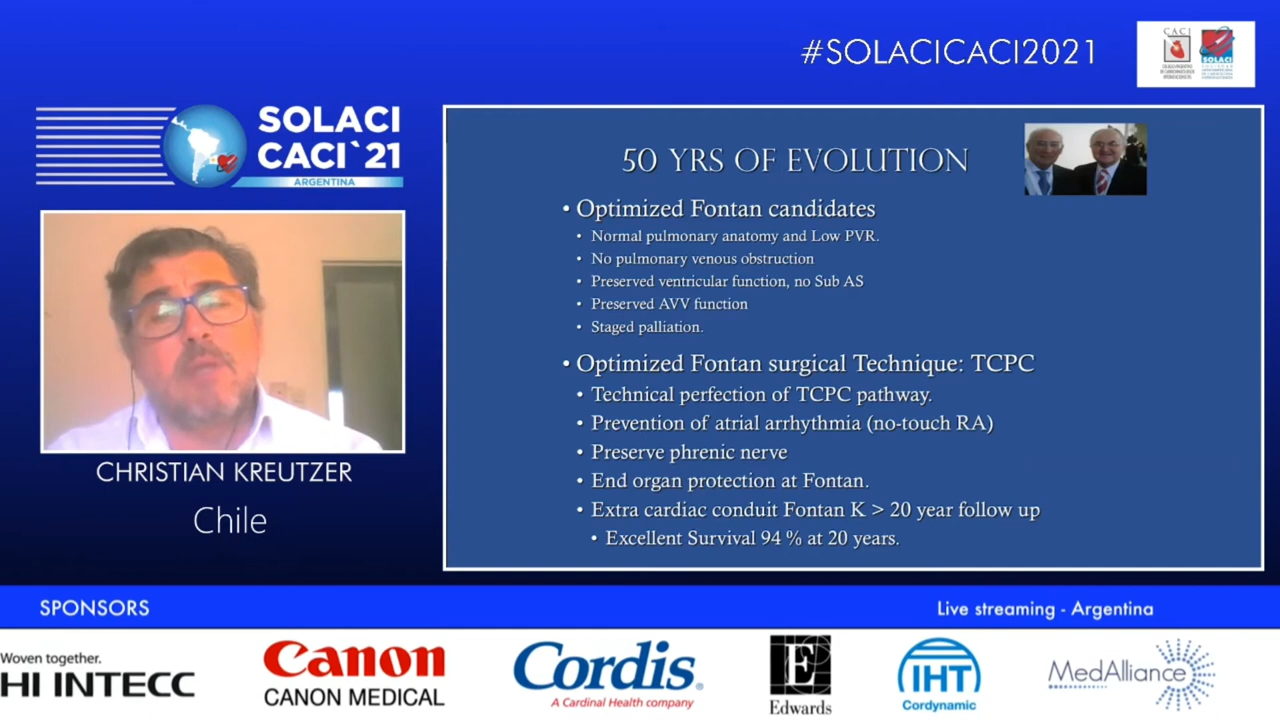 #SOLACICACI2021
CACI
SOLACI
SOLACI
CACI`21
ARGENTINA
CHRISTIAN KREUTZER
Chile
50 YRS OF EVOLUTION
• Optimized Fontan candidates
• Normal pulmonary anatomy and Low PVR.
• No pulmonary venous obstruction
• Preserved ventricular function, no Sub AS
• Preserved AVV function
• Staged palliation.
• Optimized Fontan surgical Technique: TCPC
• Technical perfection of TCPC pathway.
• Prevention of atrial arrhythmia (no-touch RA)
• Preserve phrenic nerve
• End organ protection at Fontan.
• Extra cardiac conduit Fontan K > 20 year follow up
• Excellent Survival 94 % at 20 years.
SPONSORS
Live streaming - Argentina
Woven together.
HI INTECC
Canon
CANON MEDICAL
Cordis®
A Cardinal Health company
E
Edwards
IHT
Cordynamic
MedAlliance